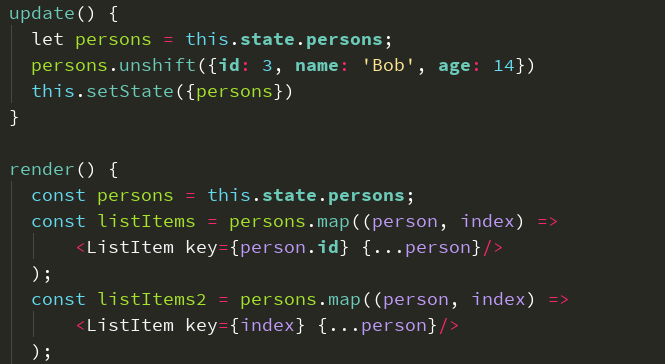 update() {
let persons = this.state.persons;
persons.unshift({id: 3, name: 'Bob', age: 14})
this.setState({persons})
}
render() {
const persons = this.state.persons;
const listItems = persons.map((person, index) =>
<ListItem key={person.id} {...person}/>
);
const listItems2 = persons.map((person, index) =>
<ListItem key={index} {...person}/>
);